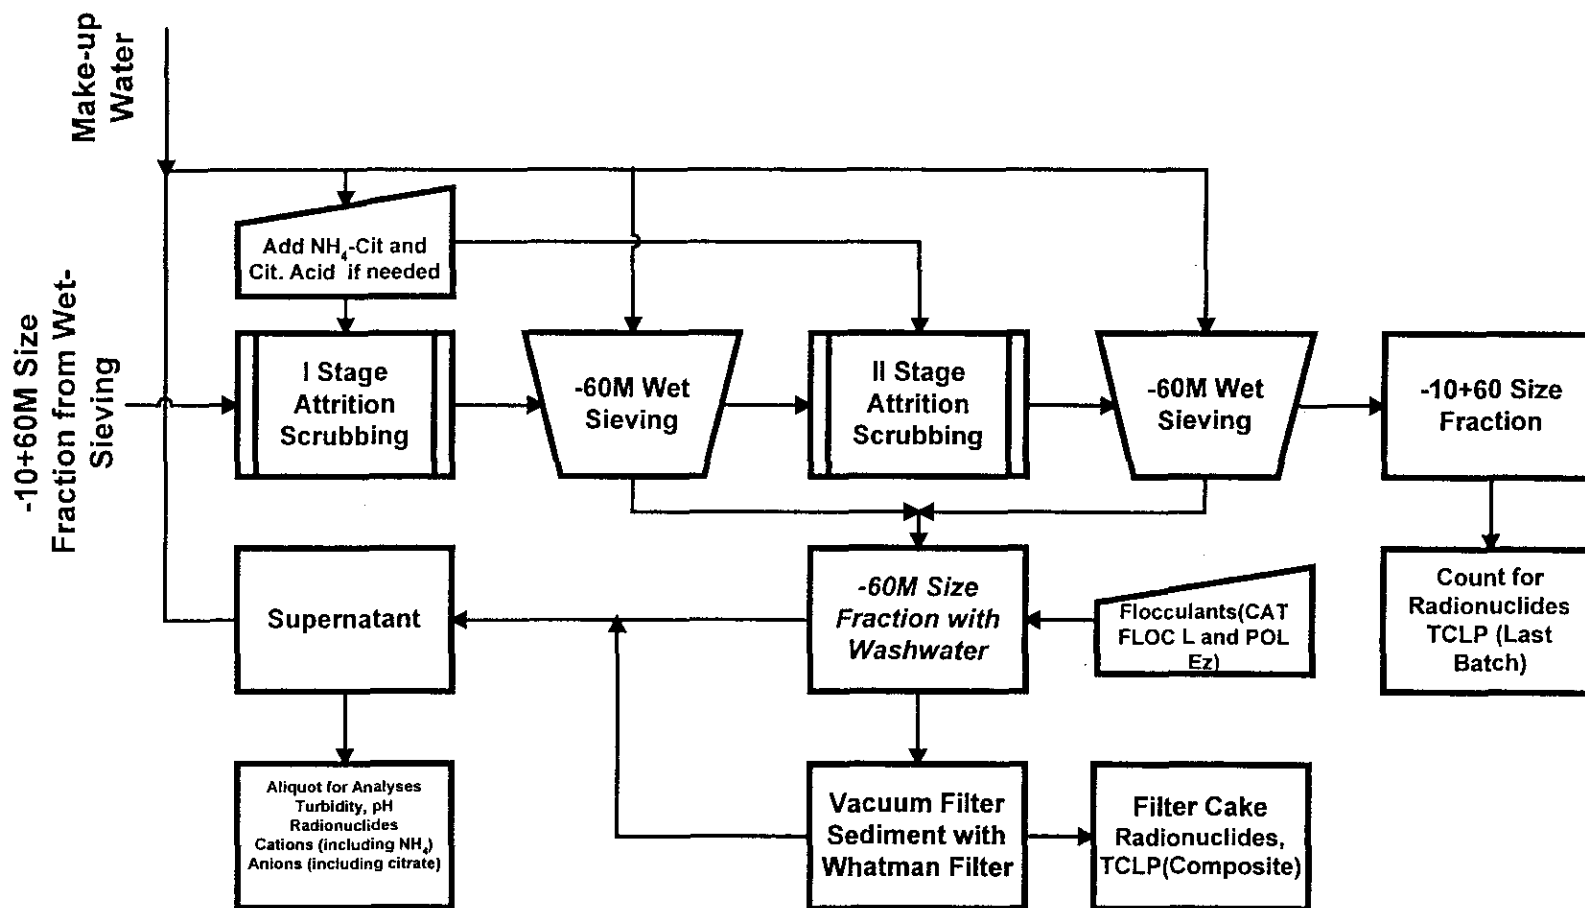 Make-up
Water
Add NH₄-Cit and
Cit. Acid if needed
-10+60M Size
Fraction from Wet-
Sieving
I Stage
Attrition
Scrubbing
-60M Wet
Sieving
II Stage
Attrition
Scrubbing
-60M Wet
Sieving
-10+60 Size
Fraction
Supernatant
-60M Size
Fraction with
Washwater
Flocculants(CAT
FLOC L and POL
Ez)
Count for
Radionuclides
TCLP (Last
Batch)
Aliquot for Analyses
Turbidity, pH
Radionuclides
Cations (including NH₄)
Anions (including citrate)
Vacuum Filter
Sediment with
Whatman Filter
Filter Cake
Radionuclides,
TCLP(Composite)